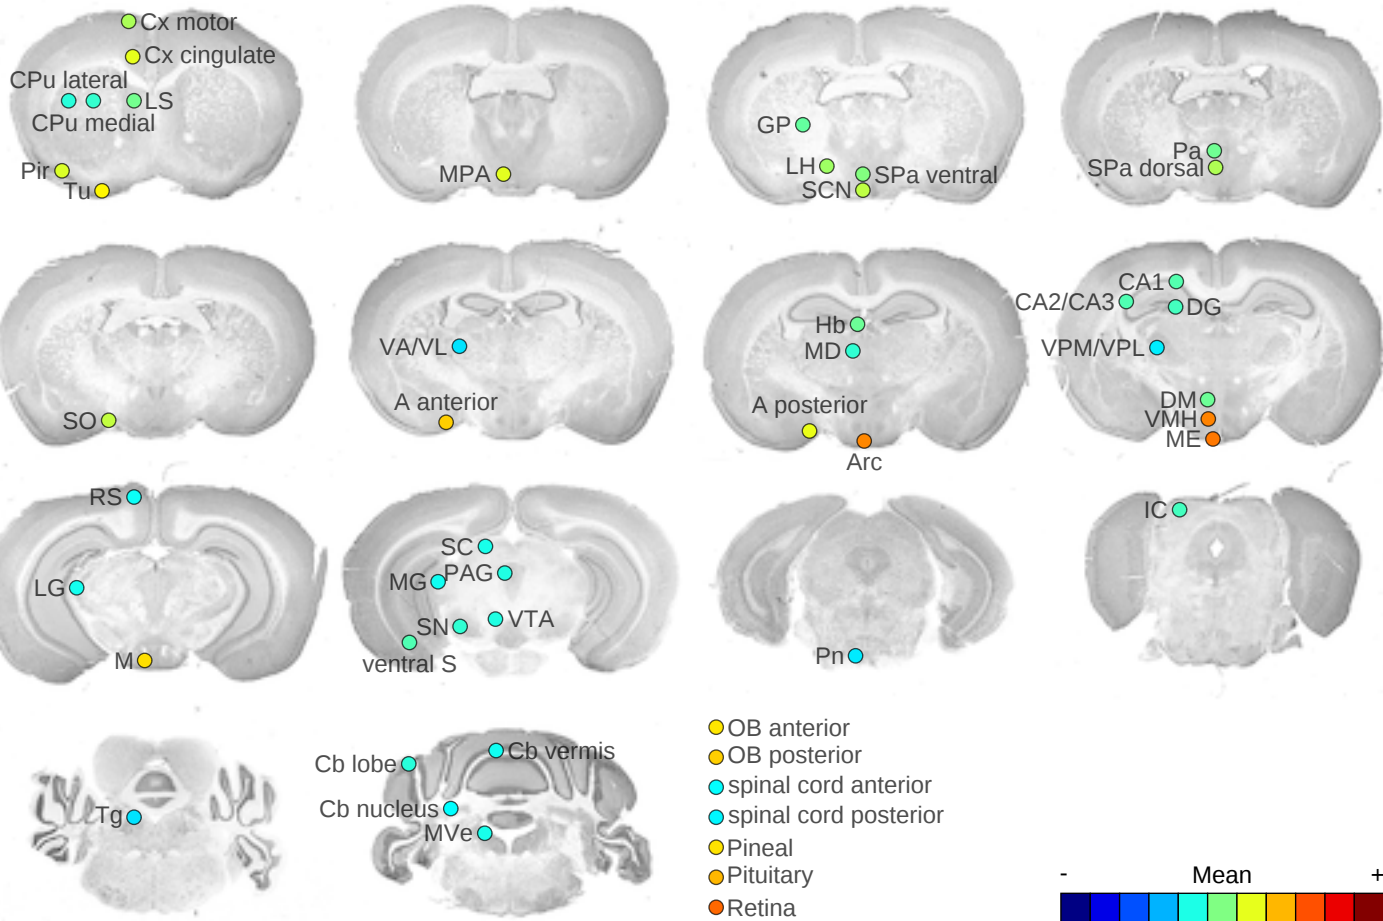 Cx motor
Cx cingulate
CPu lateral
LS
CPu medial
Pir
Tu
MPA
GP
LH
SPa ventral
SCN
Pa
SPa dorsal
SO
VA/VL
A anterior
Hb
MD
A posterior
Arc
CA1
CA2/CA3
DG
VPM/VPL
DM
VMH
ME
RS
LG
M
SC
MG
PAG
SN
VTA
ventral S
Pn
IC
Tg
Cb lobe
Cb vermis
Cb nucleus
MVe
OB anterior
OB posterior
spinal cord anterior
spinal cord posterior
Pineal
Pituitary
Retina
- Mean +